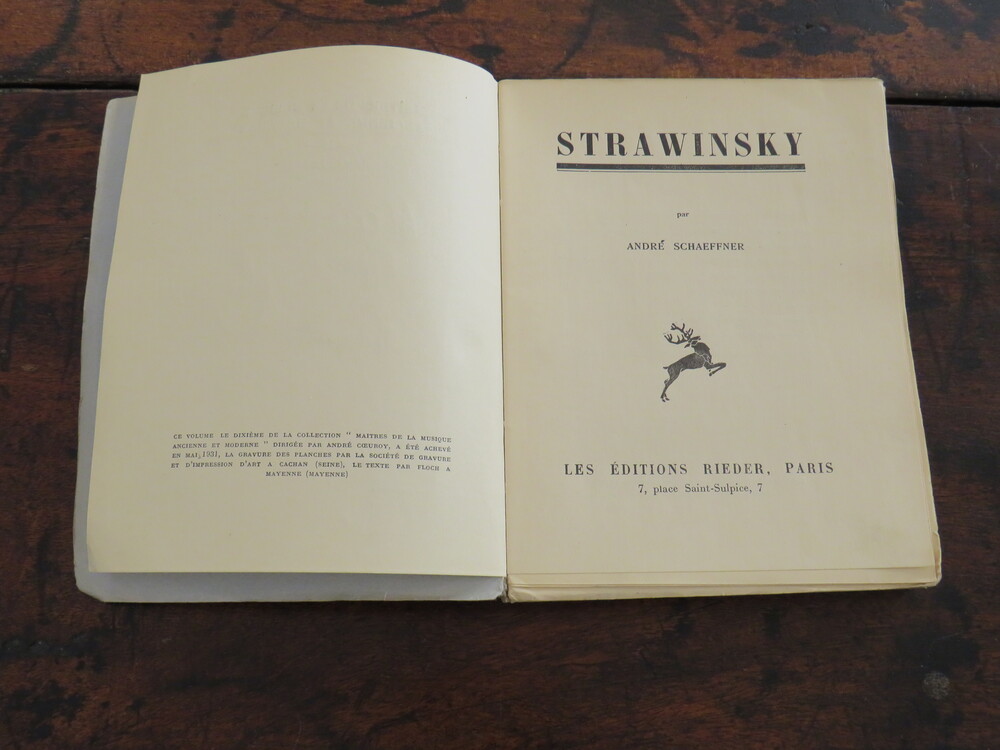 CE VOLUME LE DIXIÈME DE LA COLLECTION " MAITRES DE LA MUSIQUE
ANCIENNE ET MODERNE " DIRIGÉE PAR ANDRÉ CŒUROY, A ÉTÉ ACHEVÉ
EN MAI 1931, LA GRAVURE DES PLANCHES PAR LA SOCIÉTÉ DE GRAVURE
ET D'IMPRESSION D'ART A CACHAN (SEINE), LE TEXTE PAR FLOCH A
MAYENNE (MAYENNE)
STRAWINSKY
par
ANDRÉ SCHAEFFNER
LES ÉDITIONS RIEDER, PARIS
7, place Saint-Sulpice, 7